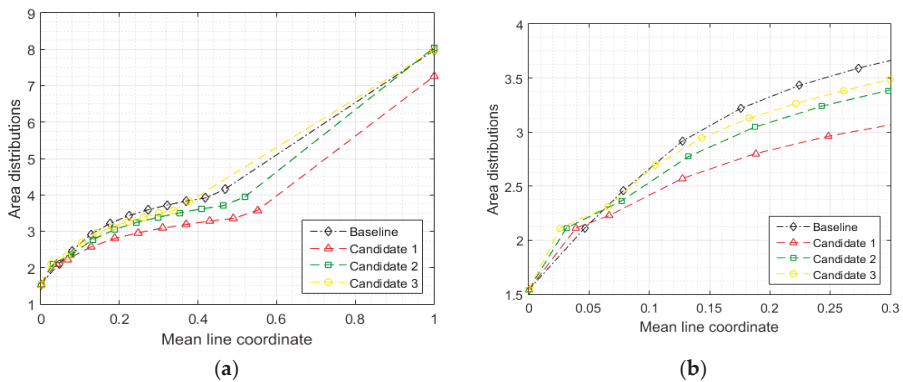 9
8
7
6
5
4
3
2
1
0
0.2
0.4
0.6
0.8
1
Area distributions
Mean line coordinate
Baseline
Candidate 1
Candidate 2
Candidate 3
(a)
4
3.5
3
2.5
2
1.5
0
0.05
0.1
0.15
0.2
0.25
0.3
Area distributions
Mean line coordinate
Baseline
Candidate 1
Candidate 2
Candidate 3
(b)